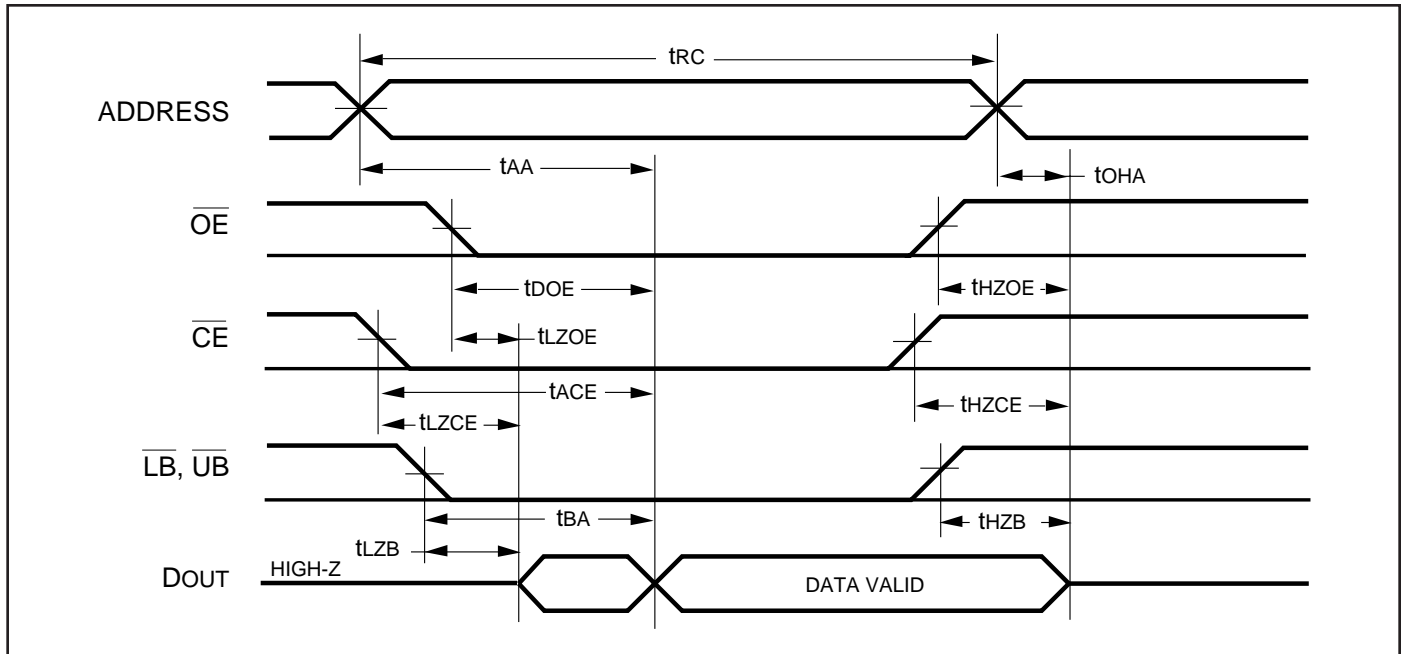 tRC
ADDRESS
tAA
tOHA
OE
tDOE
tHZOE
CE
tLZOE
tACE
tHZCE
tLZCE
LB, UB
tBA
tHZB
tLZB
DOUT
HIGH-Z
DATA VALID